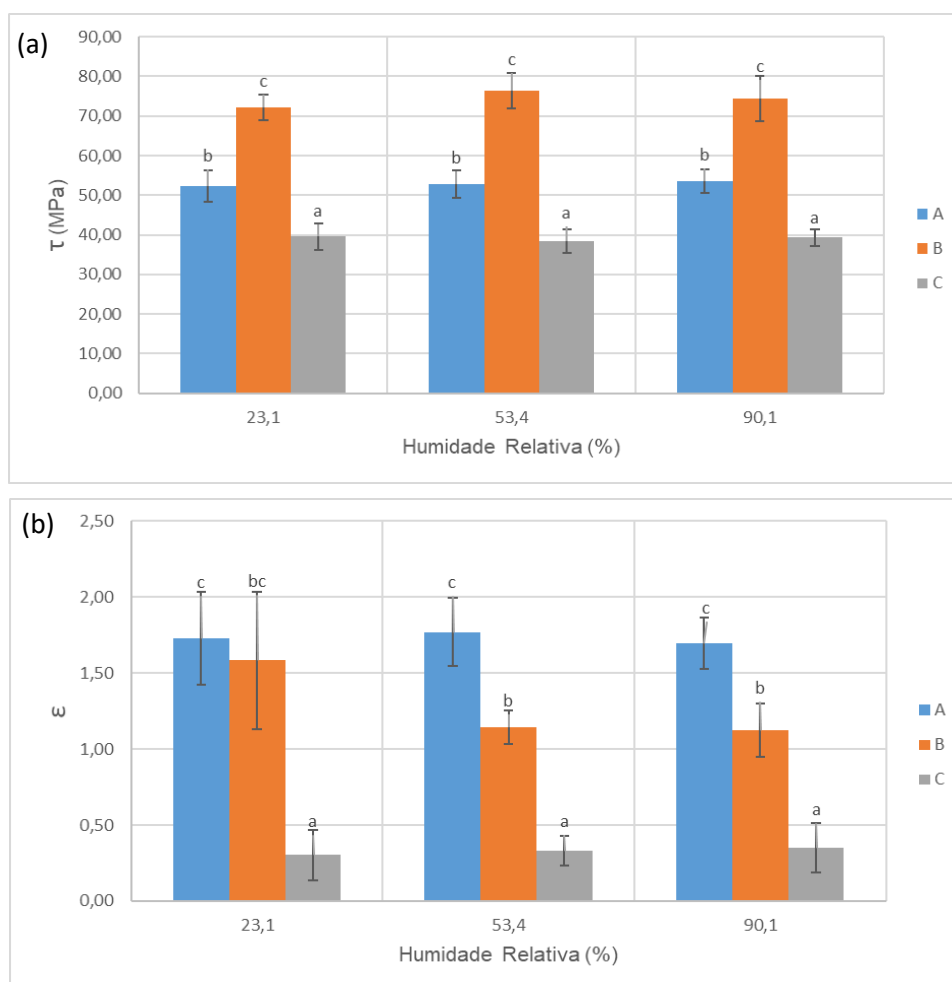 (a)
90,00
80,00
70,00
60,00
50,00
40,00
30,00
20,00
10,00
0,00
τ (MPa)
b c a
b c a
b c a
23,1 53,4 90,1
Humidade Relativa (%)
A
B
C
(b)
2,50
2,00
1,50
1,00
0,50
0,00
ε
c bc a
c b a
c b a
23,1 53,4 90,1
Humidade Relativa (%)
A
B
C